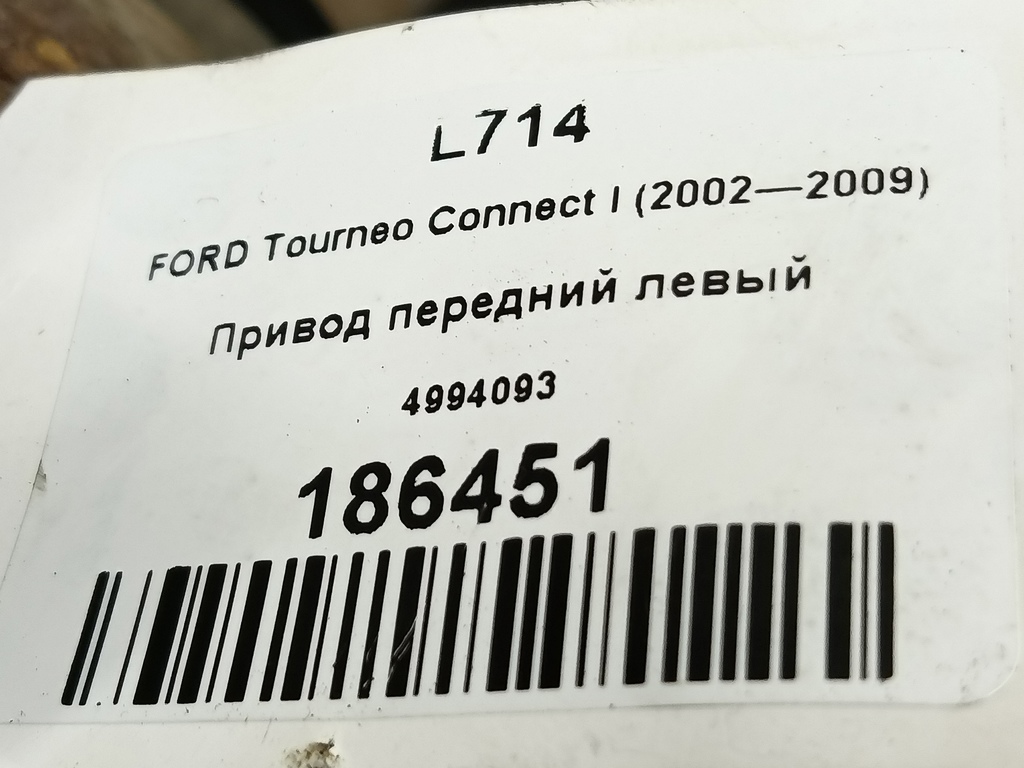 L714
FORD Tourneo Connect I (2002—2009)
Привод передний левый
4994093
186451